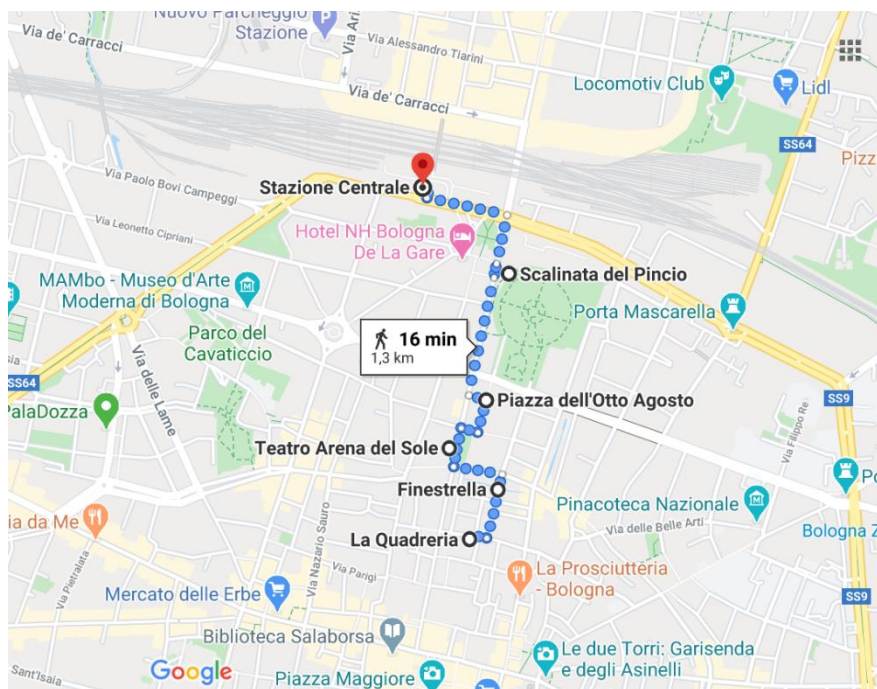 Nuovo Parcheggio
Stazione
Via de' Carracci
Via Alessandro Tiarini
Via de' Carracci
Locomotiv Club
Lidl
SS64
Via Paolo Bovi Campeggi
Stazione Centrale
Via Leonetto Cipriani
Hotel NH Bologna
De La Gare
Scalinata del Pincio
MAMbo - Museo d'Arte
Moderna di Bologna
Porta Mascarella
Parco del
Cavaticcio
16 min
1,3 km
Via delle Lame
SS64
PalaDozza
Piazza dell'Otto Agosto
SS9
Via Filippo Re
Teatro Arena del Sole
Finestrella
Pinacoteca Nazionale
Via delle Belle Arti
Bologna
Via Nazario Sauro
La Quadreria
Via Pietralata
Via Parigi
La Prosciutteria
- Bologna
Mercato delle Erbe
SS9
Biblioteca Salaborsa
Le due Torri: Garisenda
e degli Asinelli
Google
Piazza Maggiore
Sant'Isaia